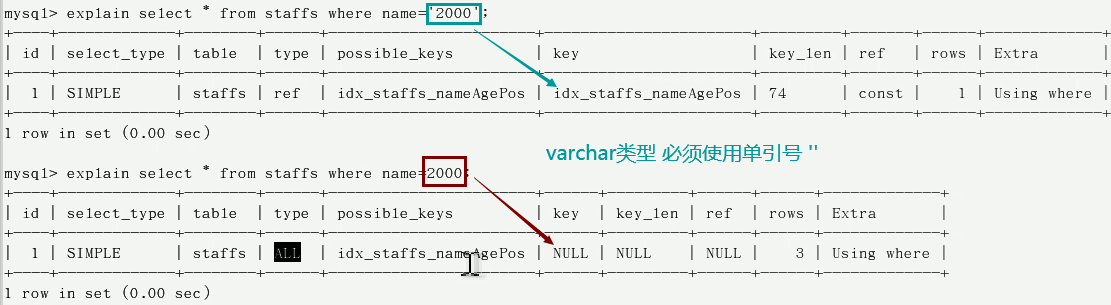 mysql> explain select * from staffs where name='2000';
+----+-------------+--------+------+-----------------------+-----------------------+---------+-------+------+-------------+
| id | select_type | table | type | possible_keys | key | key_len | ref | rows | Extra |
+----+-------------+--------+------+-----------------------+-----------------------+---------+-------+------+-------------+
| 1 | SIMPLE | staffs | ref | idx_staffs_nameAgePos | idx_staffs_nameAgePos | 74 | const | 1 | Using where |
+----+-------------+--------+------+-----------------------+-----------------------+---------+-------+------+-------------+
1 row in set (0.00 sec)
varchar类型 必须使用单引号 ''
mysql> explain select * from staffs where name=2000;
+----+-------------+--------+------+-----------------------+------+---------+------+------+-------------+
| id | select_type | table | type | possible_keys | key | key_len | ref | rows | Extra |
+----+-------------+--------+------+-----------------------+------+---------+------+------+-------------+
| 1 | SIMPLE | staffs | ALL | idx_staffs_nameAgePos | NULL | NULL | NULL | 3 | Using where |
+----+-------------+--------+------+-----------------------+------+---------+------+------+-------------+
1 row in set (0.00 sec)